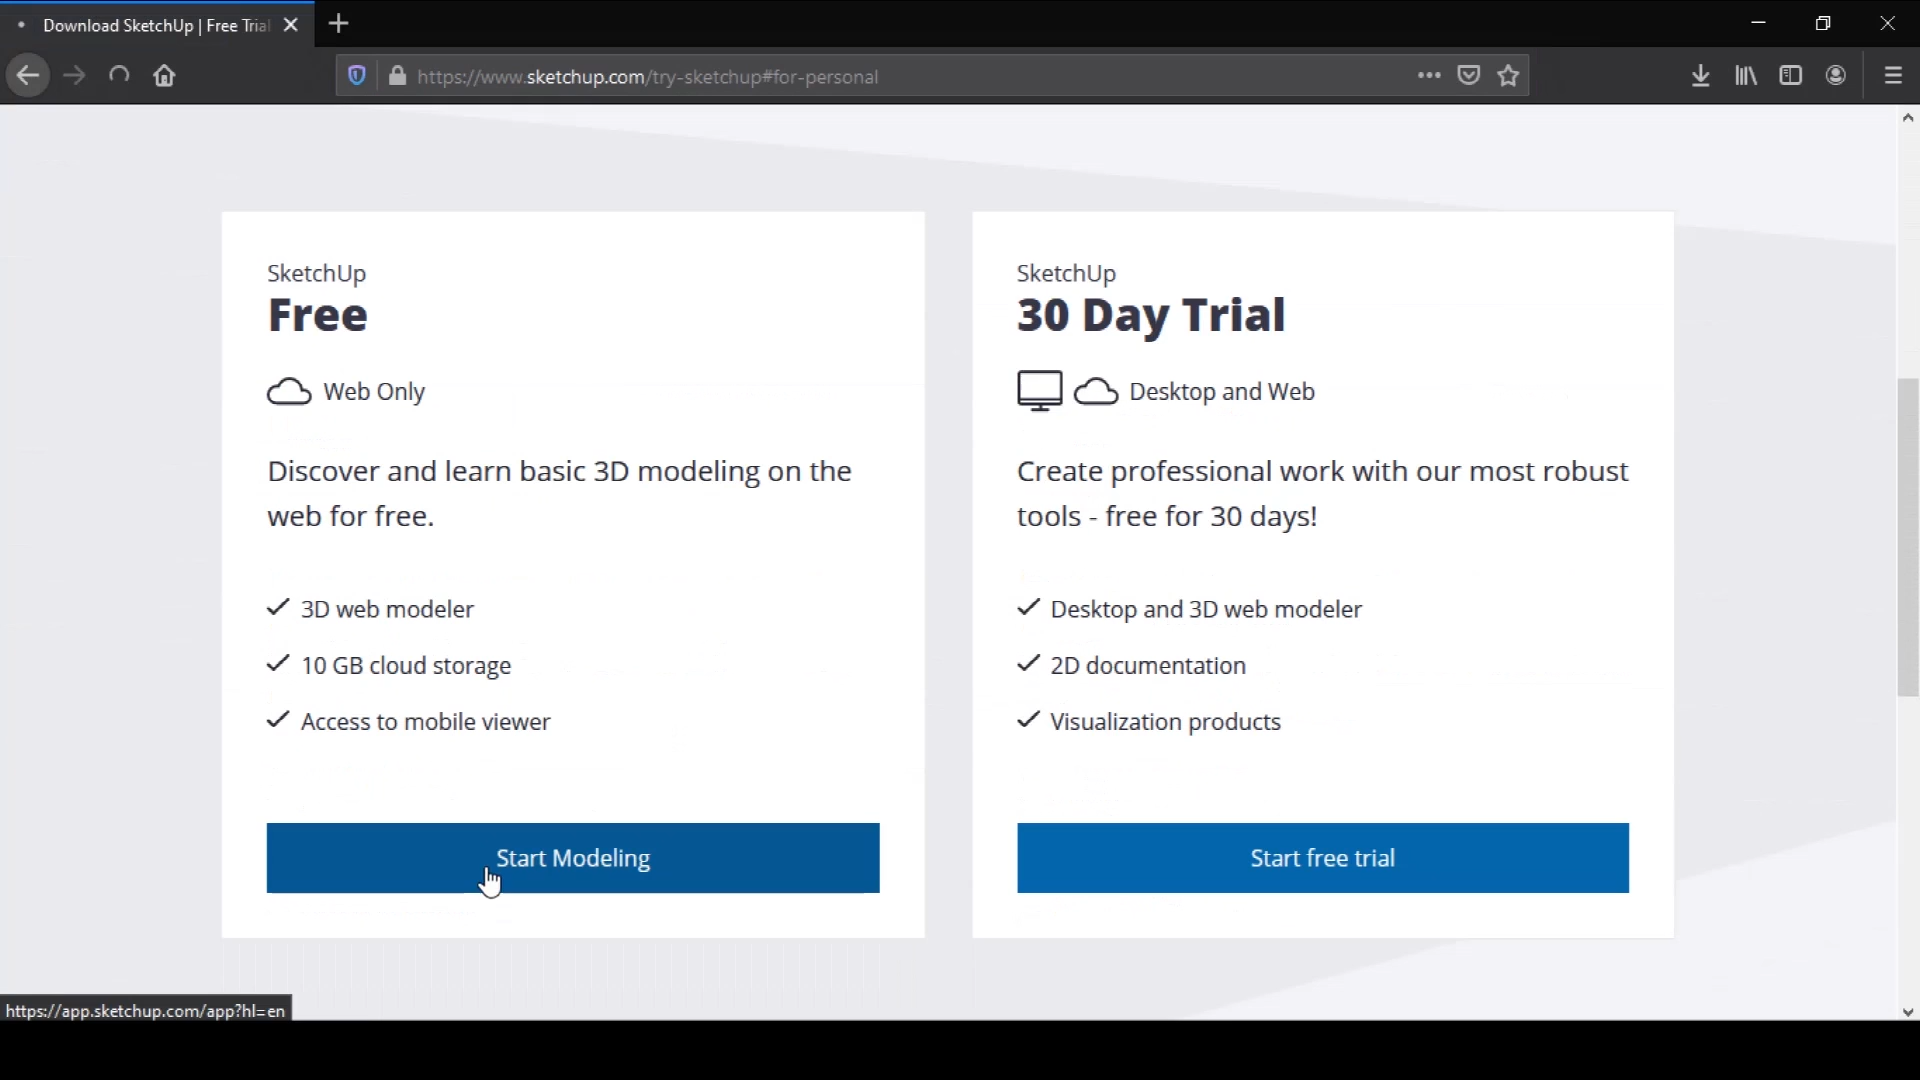 Download SketchUp | Free Trial
https://www.sketchup.com/try-sketchup#for-personal
SketchUp
Free
Web Only
Discover and learn basic 3D modeling on the
web for free.
3D web modeler
10 GB cloud storage
Access to mobile viewer
Start Modeling
SketchUp
30 Day Trial
Desktop and Web
Create professional work with our most robust
tools - free for 30 days!
Desktop and 3D web modeler
2D documentation
Visualization products
Start free trial
https://app.sketchup.com/app?hl=en